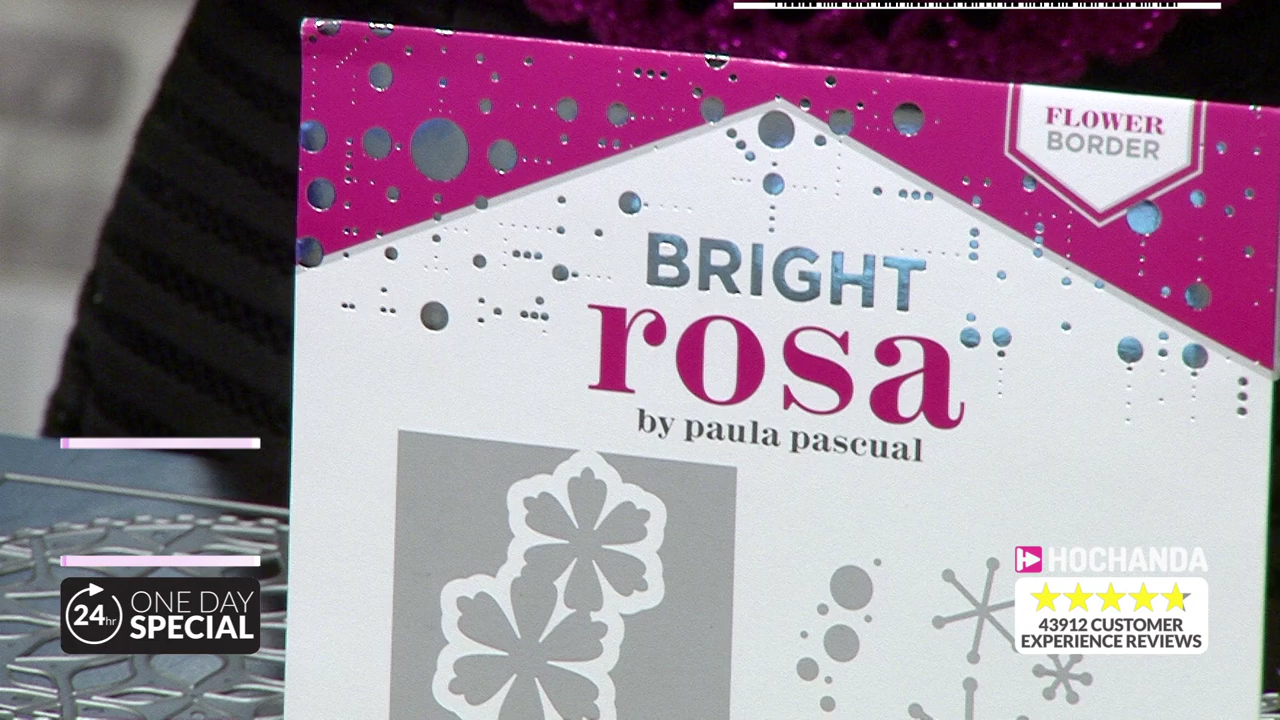 FLOWER
BORDER
BRIGHT
rosa
by paula pascual
24hr
ONE DAY
SPECIAL
HOCHANDA
43912 CUSTOMER
EXPERIENCE REVIEWS